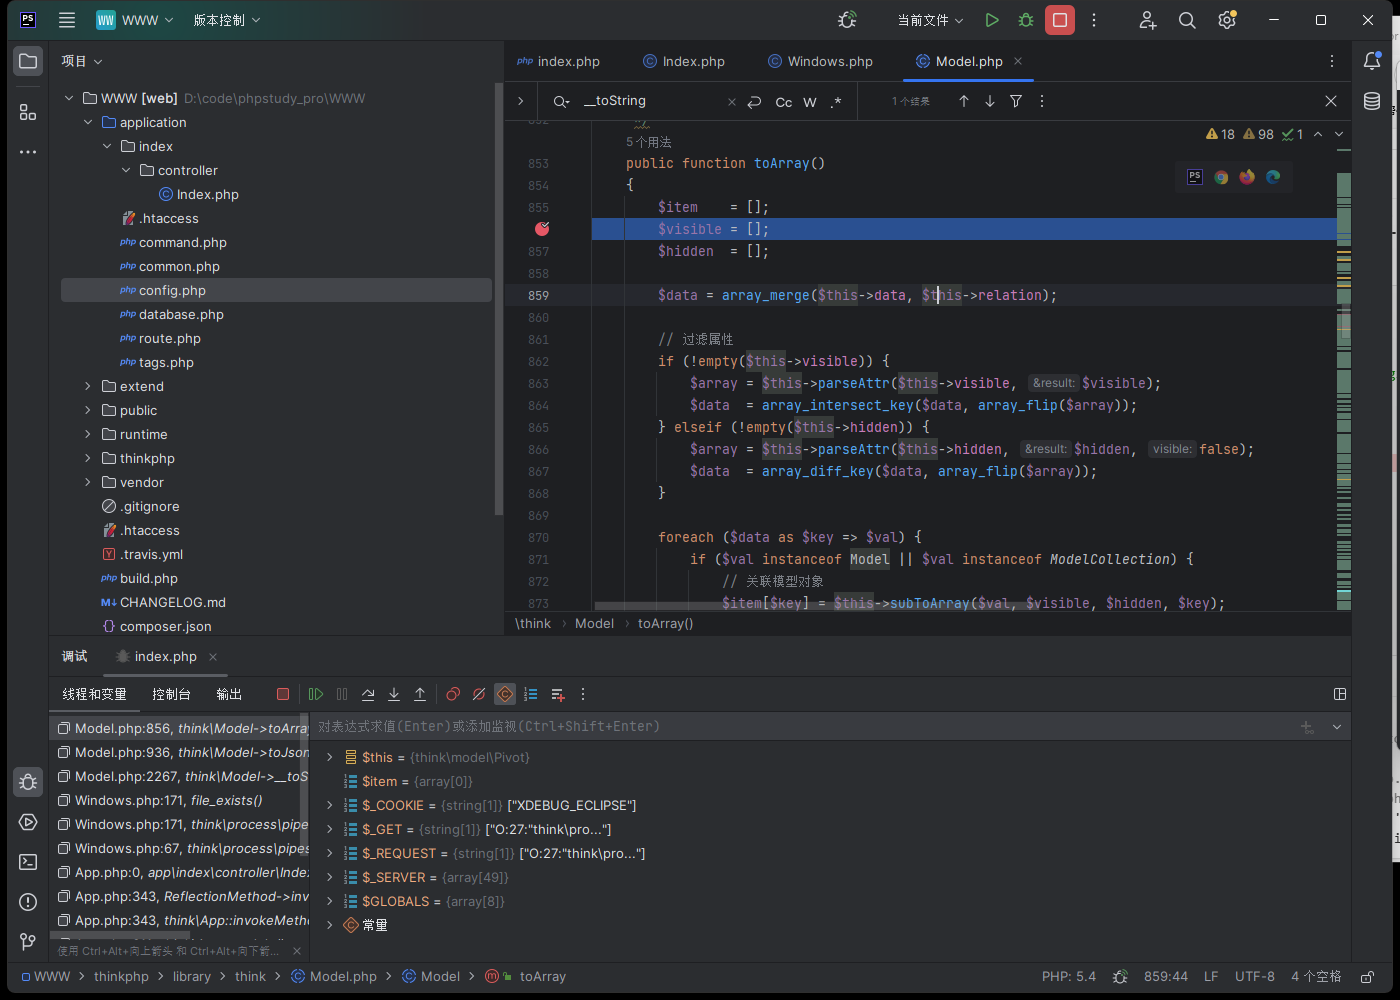 PS
WW WWW 版本控制 当前文件
项目
index.php
Index.php
Windows.php
Model.php
__toString
Cc W .*
1 个结果
WWW [web] D:\code\phpstudy_pro\WWW
application
index
controller
Index.php
.htaccess
command.php
common.php
config.php
database.php
route.php
tags.php
extend
public
runtime
thinkphp
vendor
.gitignore
.htaccess
.travis.yml
build.php
CHANGELOG.md
composer.json
18 98 1
5 个用法
853 public function toArray()
854 {
855 $item    = [];
$visible = [];
857 $hidden  = [];
858
859 $data = array_merge($this->data, $this->relation);
860
861 // 过滤属性
862 if (!empty($this->visible)) {
863 $array = $this->parseAttr($this->visible, &result: $visible);
864 $data  = array_intersect_key($data, array_flip($array));
865 } elseif (!empty($this->hidden)) {
866 $array = $this->parseAttr($this->hidden, &result: $hidden, visible: false);
867 $data  = array_diff_key($data, array_flip($array));
868 }
869
870 foreach ($data as $key => $val) {
871 if ($val instanceof Model || $val instanceof ModelCollection) {
872 // 关联模型对象
873 $item[$key] = $this->subToArray($val, $visible, $hidden, $key);
\think > Model > toArray()
调试 index.php
线程和变量 控制台 输出
Model.php:856, think\Model->toArra
Model.php:936, think\Model->toJson
Model.php:2267, think\Model->__toS
Windows.php:171, file_exists()
Windows.php:171, think\process\pipe
Windows.php:67, think\process\pipes
App.php:0, app\index\controller\Inde
App.php:343, ReflectionMethod->inv
App.php:343, think\App::invokeMetho
使用 Ctrl+Alt+向上箭头 和 Ctrl+Alt+向下箭...
对表达式求值(Enter)或添加监视(Ctrl+Shift+Enter)
$this = {think\model\Pivot}
$item = {array[0]}
$_COOKIE = {string[1]} ["XDEBUG_ECLIPSE"]
$_GET = {string[1]} ["O:27:"think\pro..."]
$_REQUEST = {string[1]} ["O:27:"think\pro..."]
$_SERVER = {array[49]}
$GLOBALS = {array[8]}
常量
WWW > thinkphp > library > think > Model.php > Model > toArray
PHP: 5.4 859:44 LF UTF-8 4 个空格